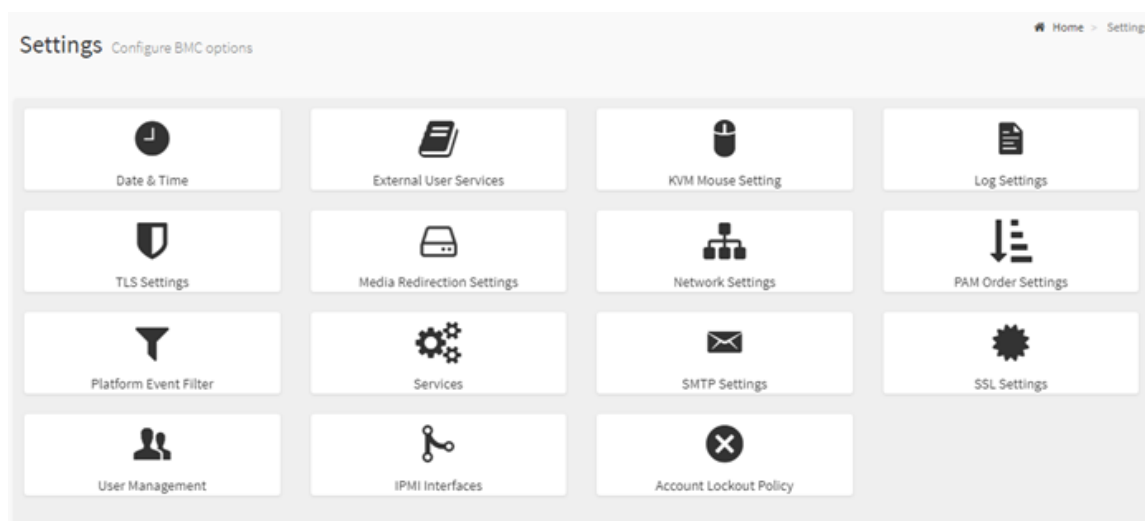 Settings Configure BMC options
Home > Settings
Date & Time
External User Services
KVM Mouse Setting
Log Settings
TLS Settings
Media Redirection Settings
Network Settings
PAM Order Settings
Platform Event Filter
Services
SMTP Settings
SSL Settings
User Management
IPMI Interfaces
Account Lockout Policy